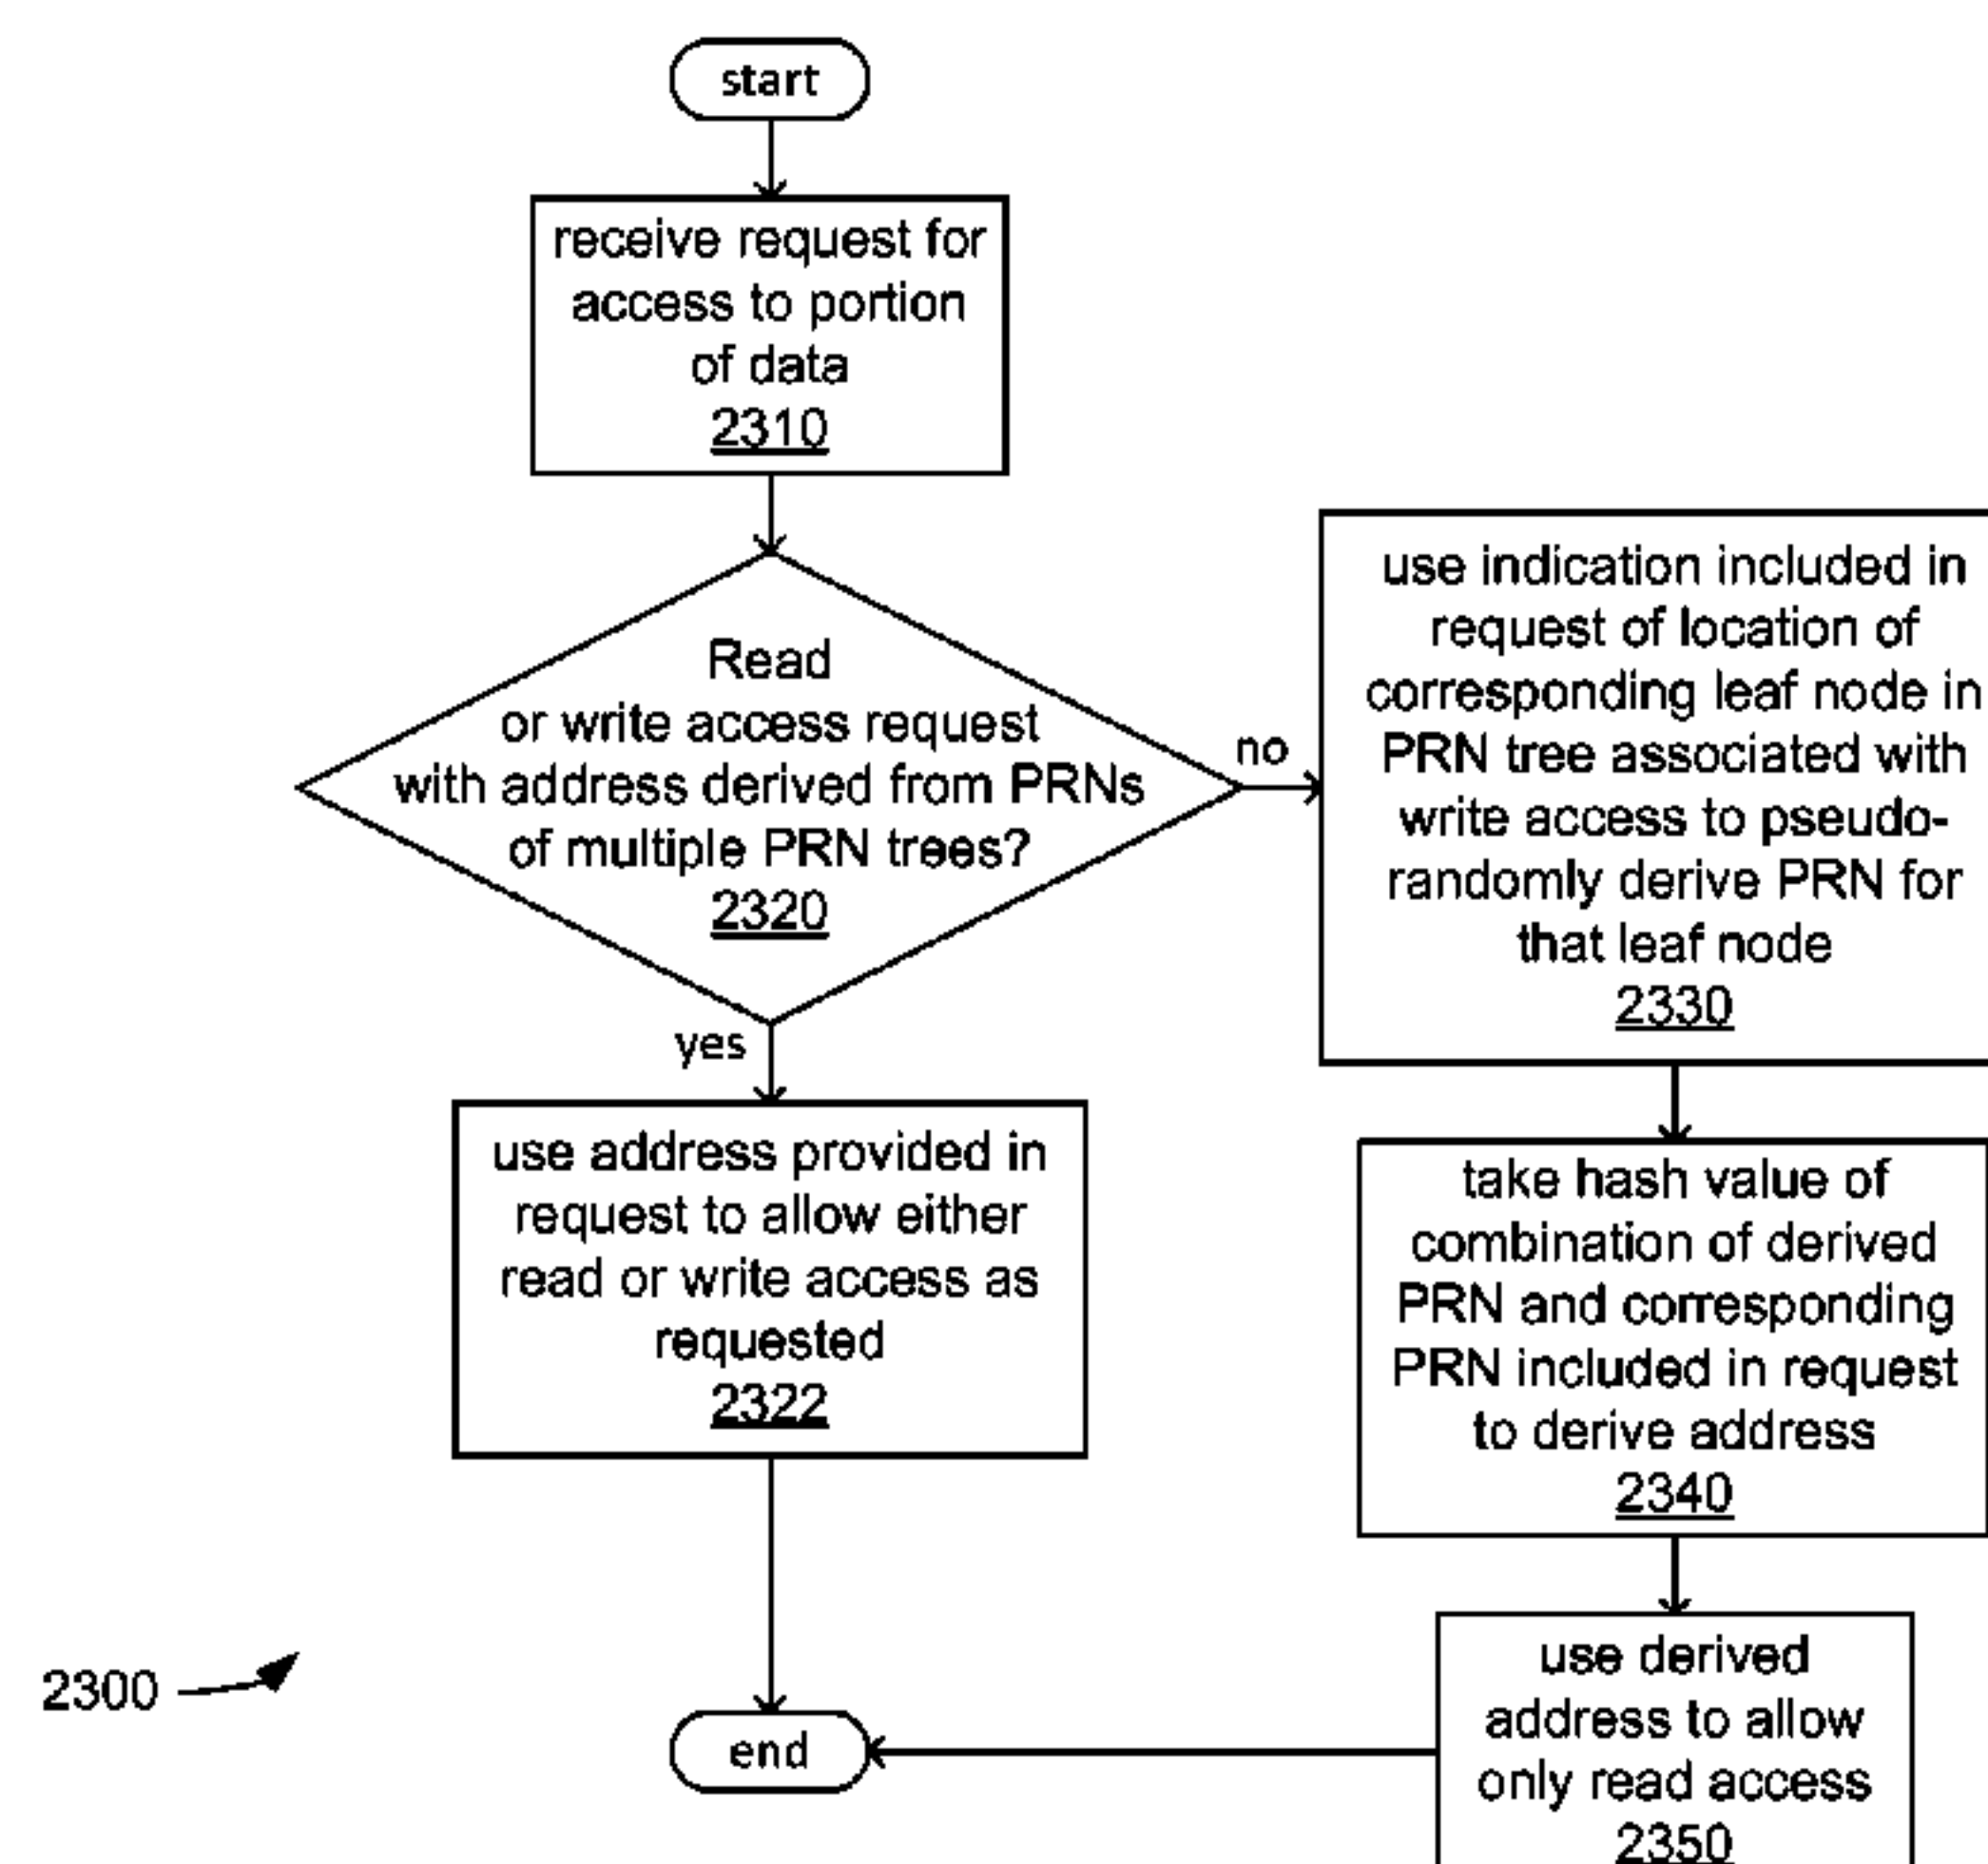 start
receive request for
access to portion
of data
2310
Read
or write access request
with address derived from PRNs
of multiple PRN trees?
2320
no
yes
use address provided in
request to allow either
read or write access as
requested
2322
use indication included in
request of location of
corresponding leaf node in
PRN tree associated with
write access to pseudo-
randomly derive PRN for
that leaf node
2330
take hash value of
combination of derived
PRN and corresponding
PRN included in request
to derive address
2340
use derived
address to allow
only read access
2350
end
2300